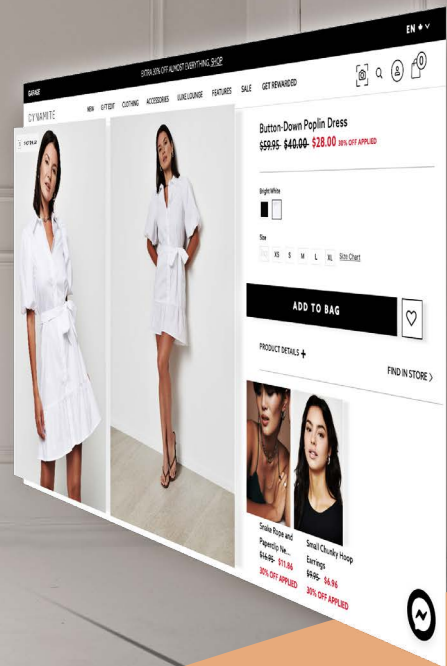 EN
EXTRA 30% OFF ALMOST EVERYTHING. SHOP
GARAGE
DYNAMITE
NEW GIFT EDIT CLOTHING ACCESSORIES LUXE LOUNGE FEATURES SALE GET REWARDED
0
Button-Down Poplin Dress
$59.95 $40.00 $28.00 30% OFF APPLIED
Bright White
Size
XS S M L XL Size Chart
ADD TO BAG
PRODUCT DETAILS +
FIND IN STORE >
Snake Rope and
Paperclip Ne...
$16.95 $11.86
30% OFF APPLIED
Small Chunky Hoop
Earrings
$9.95 $6.96
30% OFF APPLIED